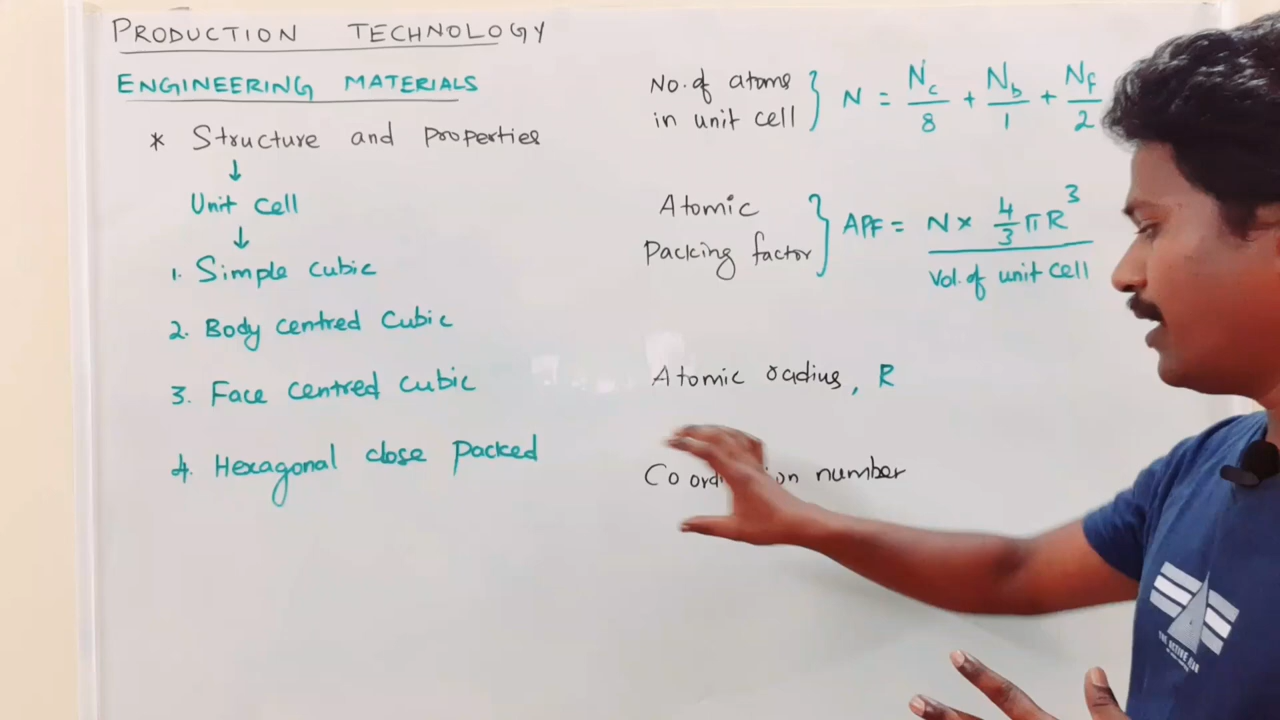 PRODUCTION TECHNOLOGY
ENGINEERING MATERIALS
* Structure and properties
↓
Unit cell
↓
1. Simple cubic
2. Body centred cubic
3. Face centred cubic
4. Hexagonal close packed
No. of atoms in unit cell } N = Nc/8 + Nb/1 + Nf/2
Atomic Packing factor } APF = N × 4/3 πR³ / Vol. of unit cell
Atomic radius, R
number